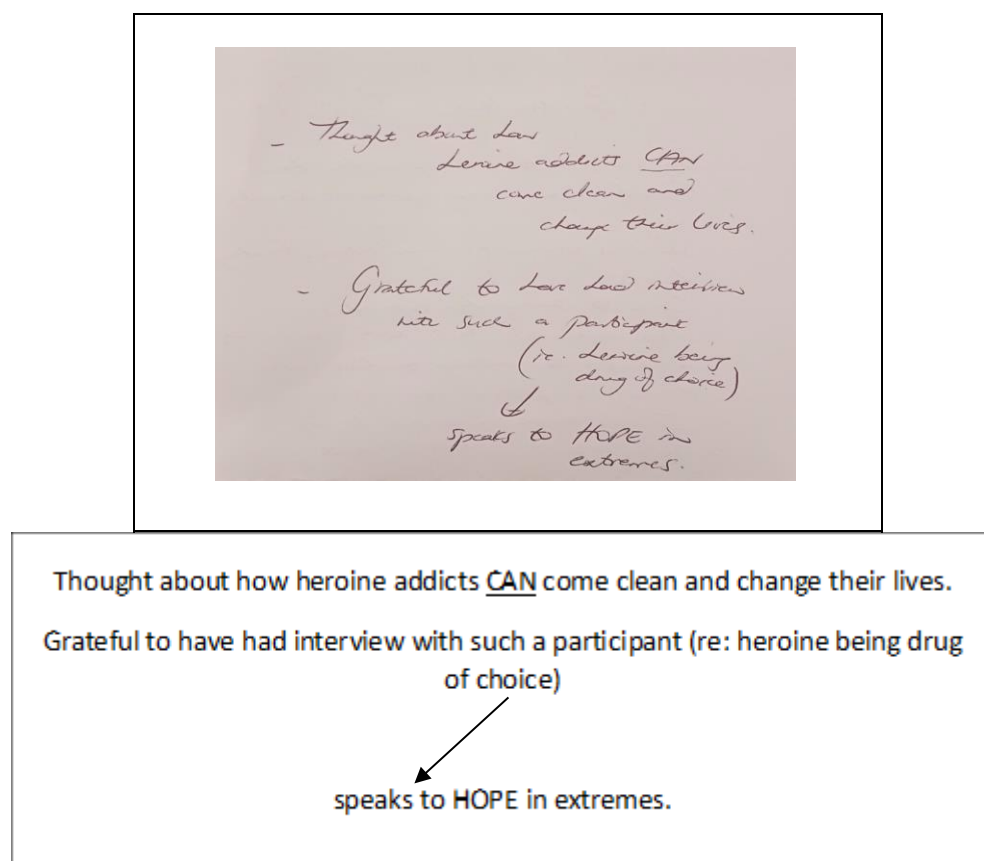 - Thought about how
heroine addicts CAN
come clean and
change their lives.
- Grateful to have had interview
with such a participant
(ie. heroine being
drug of choice)
speaks to HOPE in
extremes.
Thought about how heroine addicts CAN come clean and change their lives.
Grateful to have had interview with such a participant (re: heroine being drug
of choice)
speaks to HOPE in extremes.